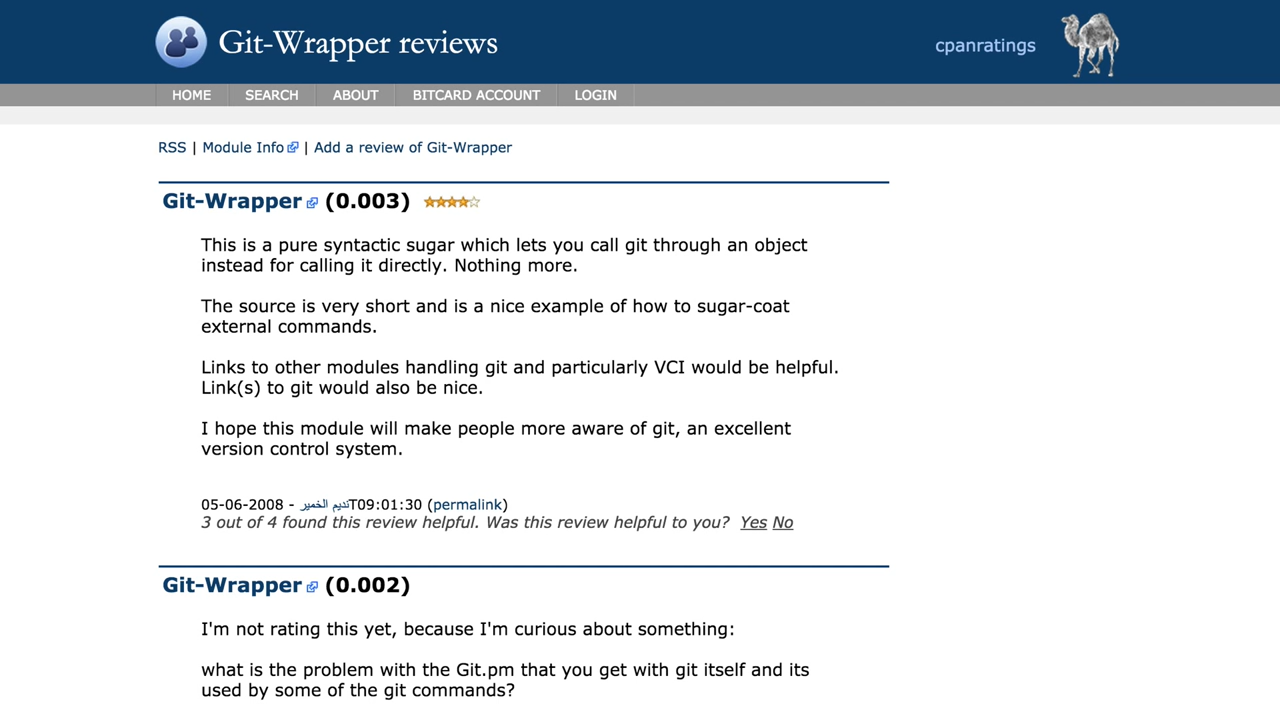 Git-Wrapper reviews
cpanratings
HOME SEARCH ABOUT BITCARD ACCOUNT LOGIN
RSS | Module Info | Add a review of Git-Wrapper
Git-Wrapper (0.003)
This is a pure syntactic sugar which lets you call git through an object
instead for calling it directly. Nothing more.
The source is very short and is a nice example of how to sugar-coat
external commands.
Links to other modules handling git and particularly VCI would be helpful.
Link(s) to git would also be nice.
I hope this module will make people more aware of git, an excellent
version control system.
05-06-2008 - نديم الخميرT09:01:30 (permalink)
3 out of 4 found this review helpful. Was this review helpful to you? Yes No
Git-Wrapper (0.002)
I'm not rating this yet, because I'm curious about something:
what is the problem with the Git.pm that you get with git itself and its
used by some of the git commands?